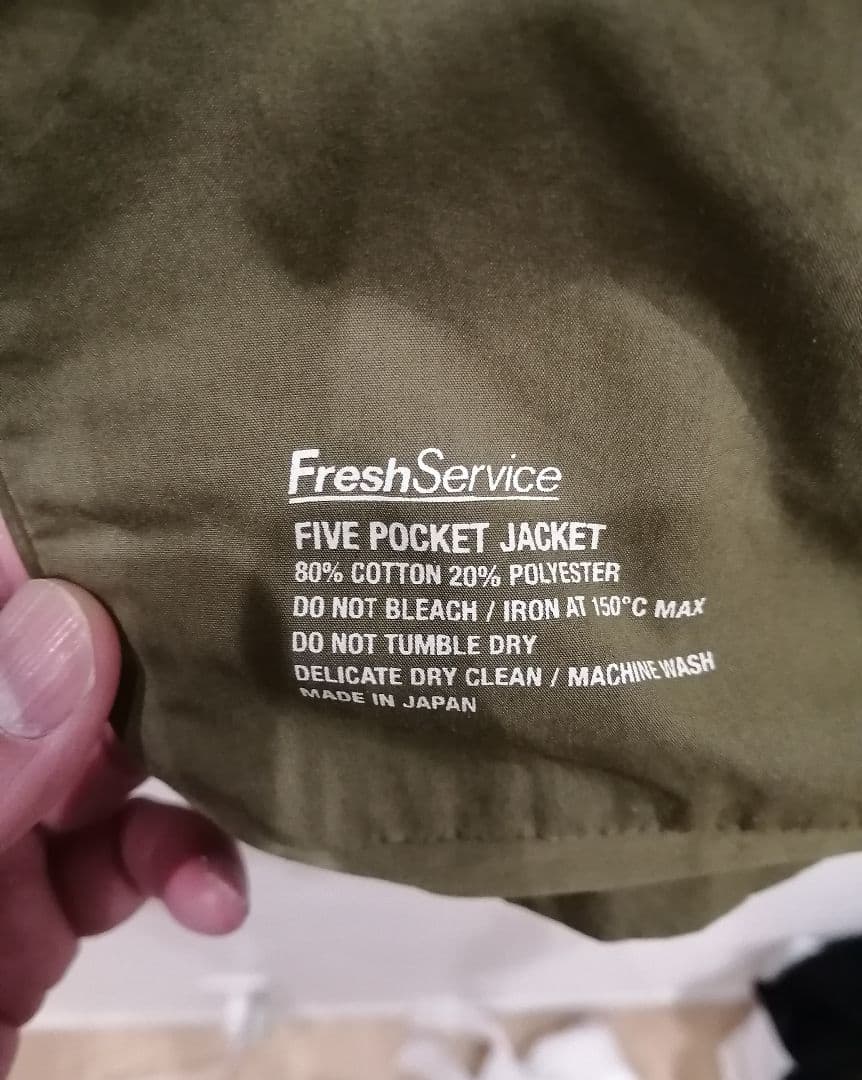 FreshService
FIVE POCKET JACKET
80% COTTON 20% POLYESTER
DO NOT BLEACH / IRON AT 150°C MAX
DO NOT TUMBLE DRY
DELICATE DRY CLEAN / MACHINE WASH
MADE IN JAPAN